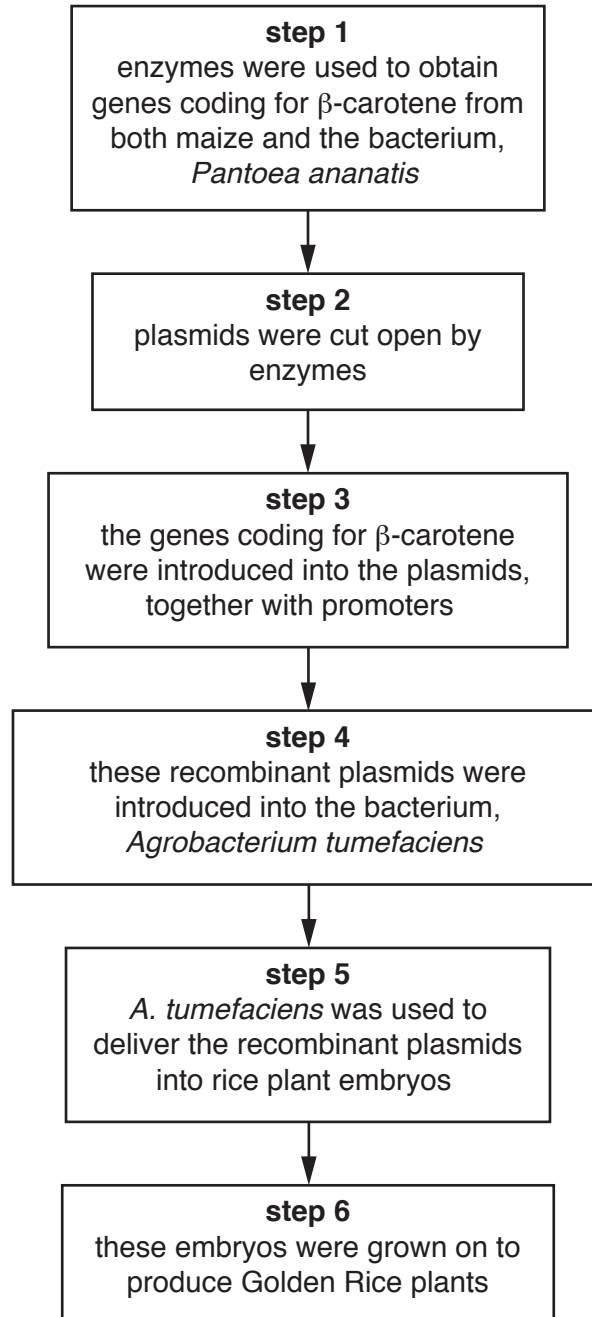 step 1
enzymes were used to obtain
genes coding for β-carotene from
both maize and the bacterium,
Pantoea ananatis
step 2
plasmids were cut open by
enzymes
step 3
the genes coding for β-carotene
were introduced into the plasmids,
together with promoters
step 4
these recombinant plasmids were
introduced into the bacterium,
Agrobacterium tumefaciens
step 5
A. tumefaciens was used to
deliver the recombinant plasmids
into rice plant embryos
step 6
these embryos were grown on to
produce Golden Rice plants